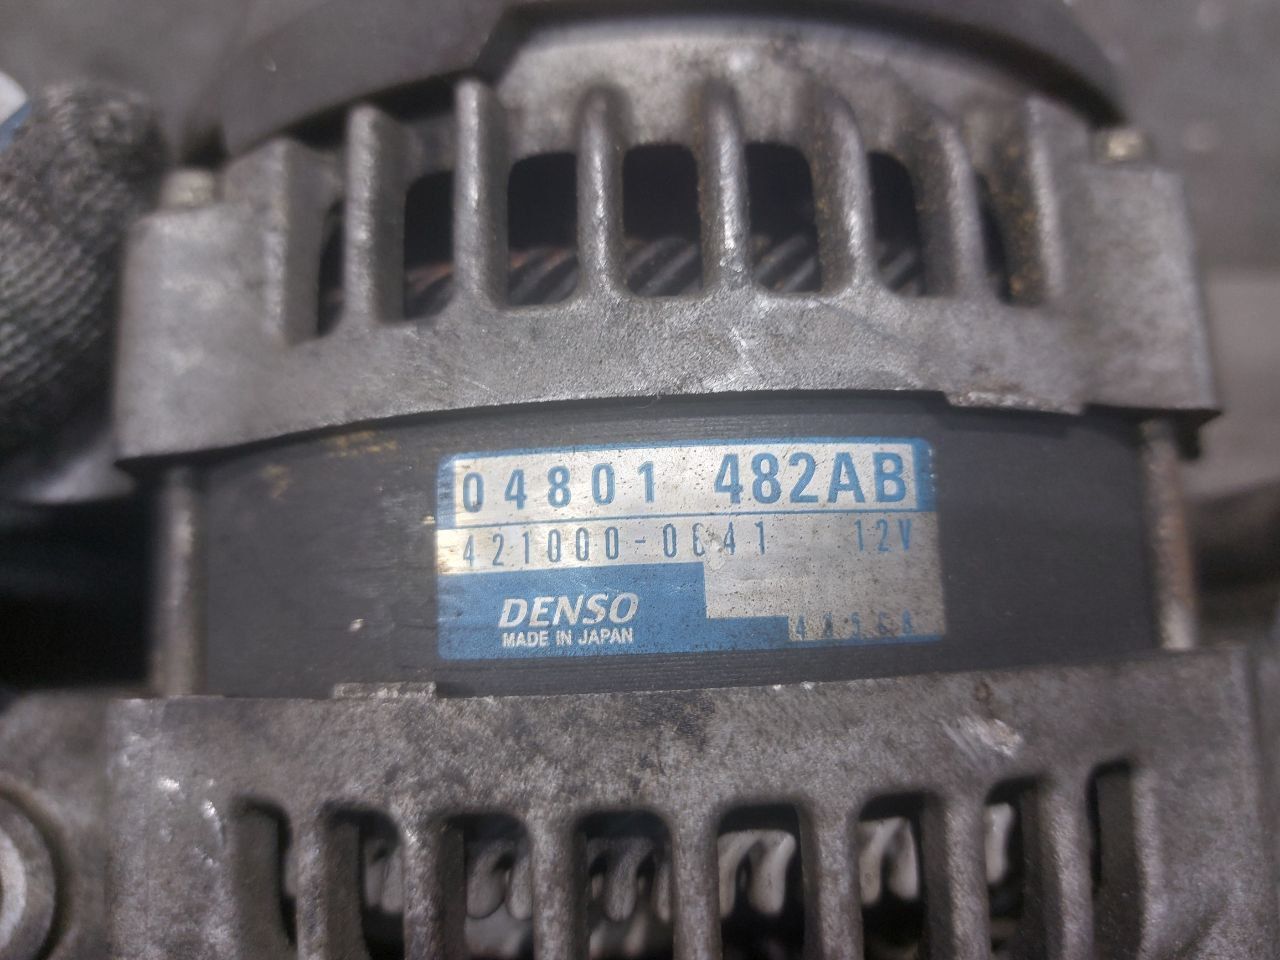 04801 482AB
421000-0641 12V
DENSO
MADE IN JAPAN